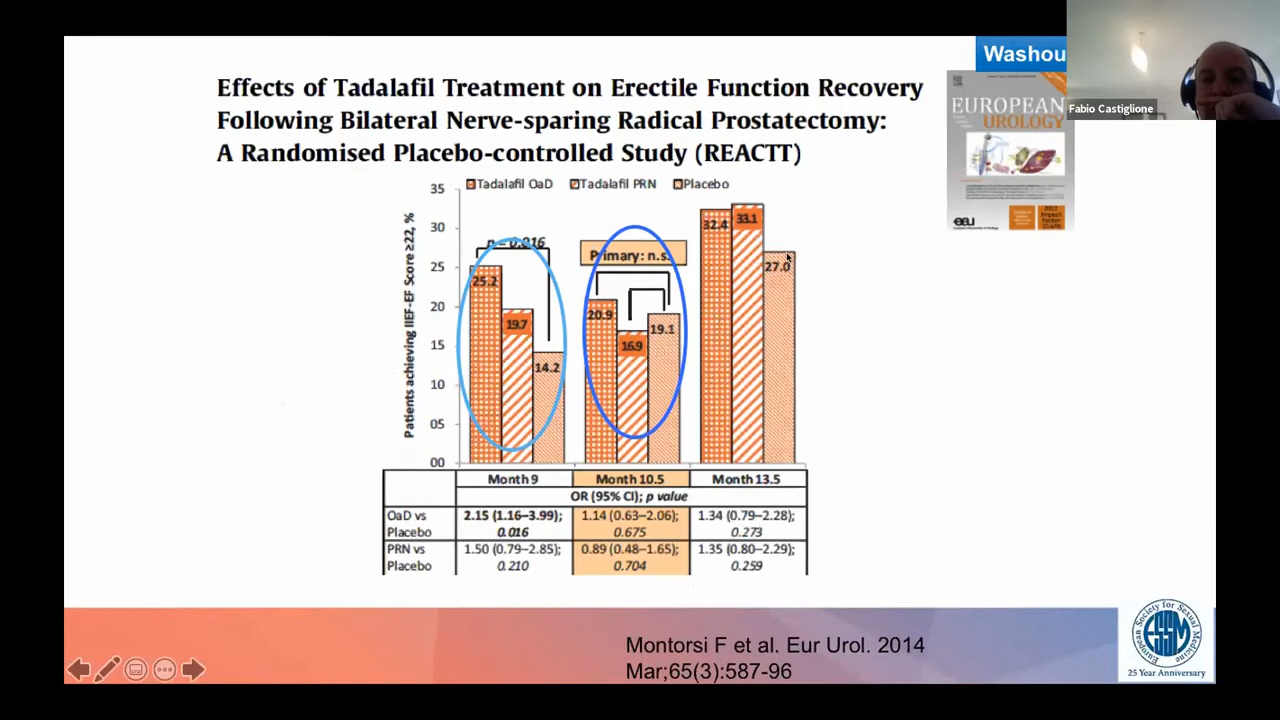 Washou
Effects of Tadalafil Treatment on Erectile Function Recovery
Following Bilateral Nerve-sparing Radical Prostatectomy:
A Randomised Placebo-controlled Study (REACTT)
EUROPEAN
UROLOGY
eau
Fabio Castiglione
Tadalafil OaD Tadalafil PRN Placebo
Patients achieving IIEF-EF Score ≥22, %
35
30
25
20
15
10
05
00
p = 0.016
25.2
19.7
14.2
Primary: n.s.
20.9
16.9
19.1
32.4
33.1
27.0
Month 9 Month 10.5 Month 13.5
OR (95% CI); p value
OaD vs 2.15 (1.16–3.99); 1.14 (0.63–2.06); 1.34 (0.79–2.28);
Placebo 0.016 0.675 0.273
PRN vs 1.50 (0.79–2.85); 0.89 (0.48–1.65); 1.35 (0.80–2.29);
Placebo 0.210 0.704 0.259
Montorsi F et al. Eur Urol. 2014
Mar;65(3):587-96
European Society for Sexual Medicine
ESSM
25 Year Anniversary